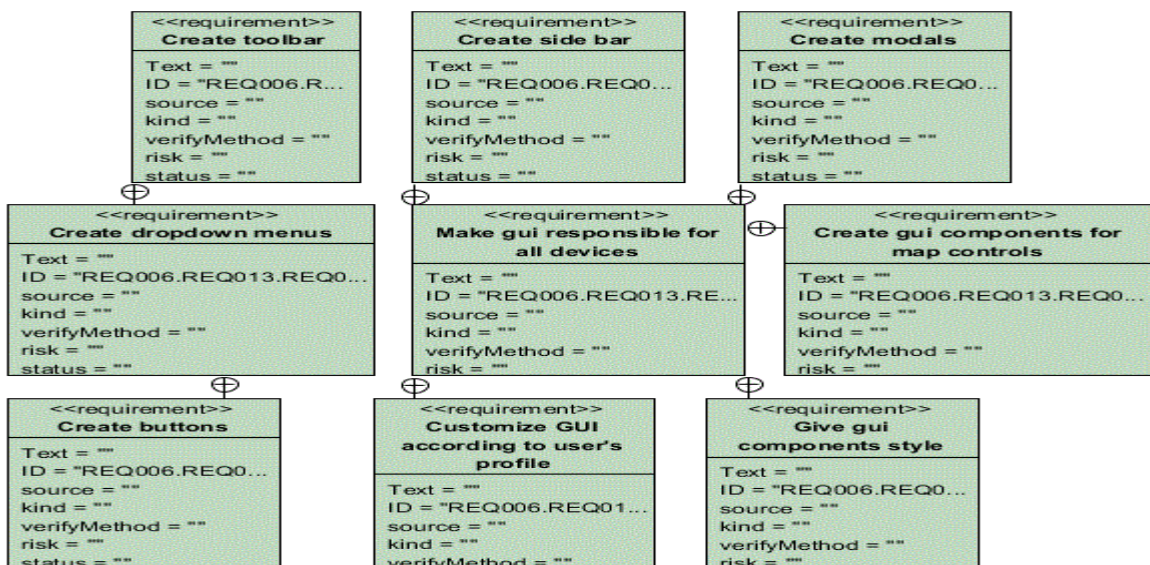 <<requirement>>
Create toolbar
Text = ""
ID = "REQ006.R...
source = ""
kind = ""
verifyMethod = ""
risk = ""
status = ""
<<requirement>>
Create side bar
Text = ""
ID = "REQ006.REQ0...
source = ""
kind = ""
verifyMethod = ""
risk = ""
status = ""
<<requirement>>
Create modals
Text = ""
ID = "REQ006.REQ0...
source = ""
kind = ""
verifyMethod = ""
risk = ""
status = ""
<<requirement>>
Create dropdown menus
Text = ""
ID = "REQ006.REQ013.REQ0...
source = ""
kind = ""
verifyMethod = ""
risk = ""
status = ""
<<requirement>>
Make gui responsible for
all devices
Text = ""
ID = "REQ006.REQ013.RE...
source = ""
kind = ""
verifyMethod = ""
risk = ""
<<requirement>>
Create gui components for
map controls
Text = ""
ID = "REQ006.REQ013.REQ0...
source = ""
kind = ""
verifyMethod = ""
risk = ""
<<requirement>>
Create buttons
Text = ""
ID = "REQ006.REQ0...
source = ""
kind = ""
verifyMethod = ""
risk = ""
status = ""
<<requirement>>
Customize GUI
according to user's
profile
Text = ""
ID = "REQ006.REQ01...
source = ""
kind = ""
verifyMethod = ""
<<requirement>>
Give gui
components style
Text = ""
ID = "REQ006.REQ0...
source = ""
kind = ""
verifyMethod = ""
risk = ""